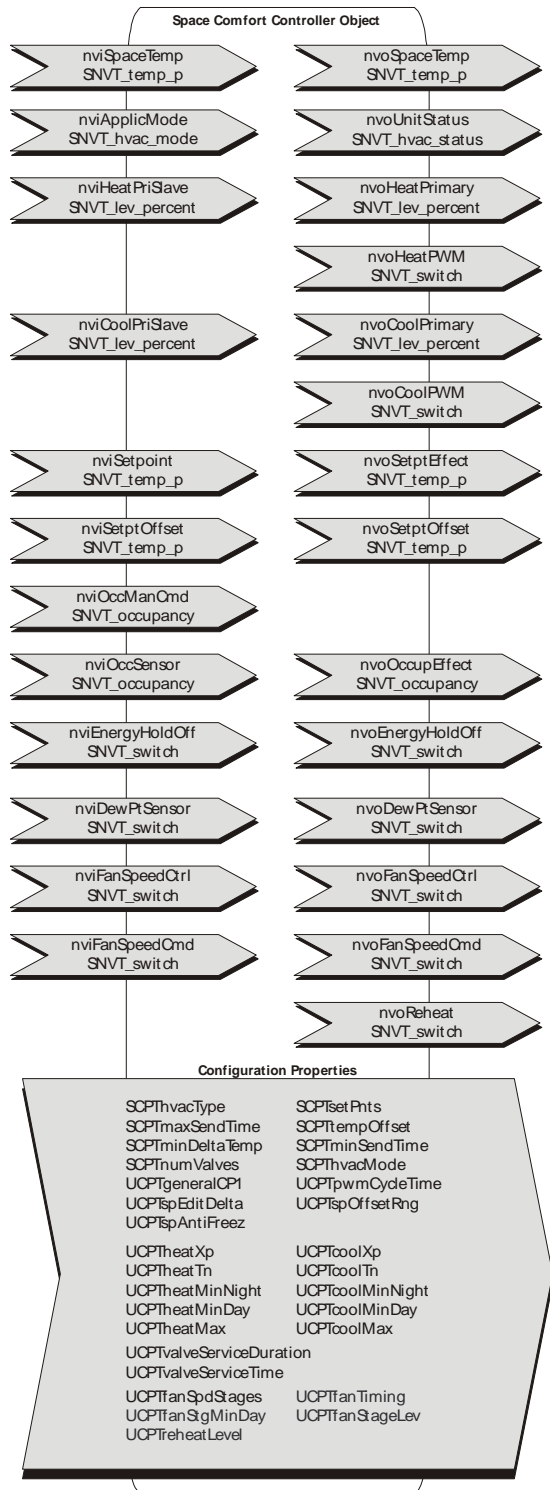 Space Comfort Controller Object
nviSpaceTemp
SNVT_temp_p
nvoSpaceTemp
SNVT_temp_p
nviApplicMode
SNVT_hvac_mode
nvoUnitStatus
SNVT_hvac_status
nviHeatPriSlave
SNVT_lev_percent
nvoHeatPrimary
SNVT_lev_percent
nvoHeatPWM
SNVT_switch
nviCoolPriSlave
SNVT_lev_percent
nvoCoolPrimary
SNVT_lev_percent
nvoCoolPWM
SNVT_switch
nviSetpoint
SNVT_temp_p
nvoSetptEffect
SNVT_temp_p
nviSetptOffset
SNVT_temp_p
nvoSetptOffset
SNVT_temp_p
nviOccManCmd
SNVT_occupancy
nviOccSensor
SNVT_occupancy
nvoOccupEffect
SNVT_occupancy
nviEnergyHoldOff
SNVT_switch
nvoEnergyHoldOff
SNVT_switch
nviDewPtSensor
SNVT_switch
nvoDewPtSensor
SNVT_switch
nviFanSpeedCtrl
SNVT_switch
nvoFanSpeedCtrl
SNVT_switch
nviFanSpeedCmd
SNVT_switch
nvoFanSpeedCmd
SNVT_switch
nvoReheat
SNVT_switch
Configuration Properties
SCPThvacType SCPTsetPnts
SCPTmaxSendTime SCPTtempOffset
SCPTminDeltaTemp SCPTminSendTime
SCPTnumValves SCPThvacMode
UCPTgeneralCP1 UCPTpwmCycleTime
UCPTspEditDelta UCPTspOffsetRng
UCPTspAntiFreez
UCPTheatXp UCPTcoolXp
UCPTheatTn UCPTcoolTn
UCPTheatMinNight UCPTcoolMinNight
UCPTheatMinDay UCPTcoolMinDay
UCPTheatMax UCPTcoolMax
UCPTvalveServiceDuration
UCPTvalveServiceTime
UCPTfanSpdStages UCPTfanTiming
UCPTfanStgMinDay UCPTfanStageLev
UCPTreheatLevel